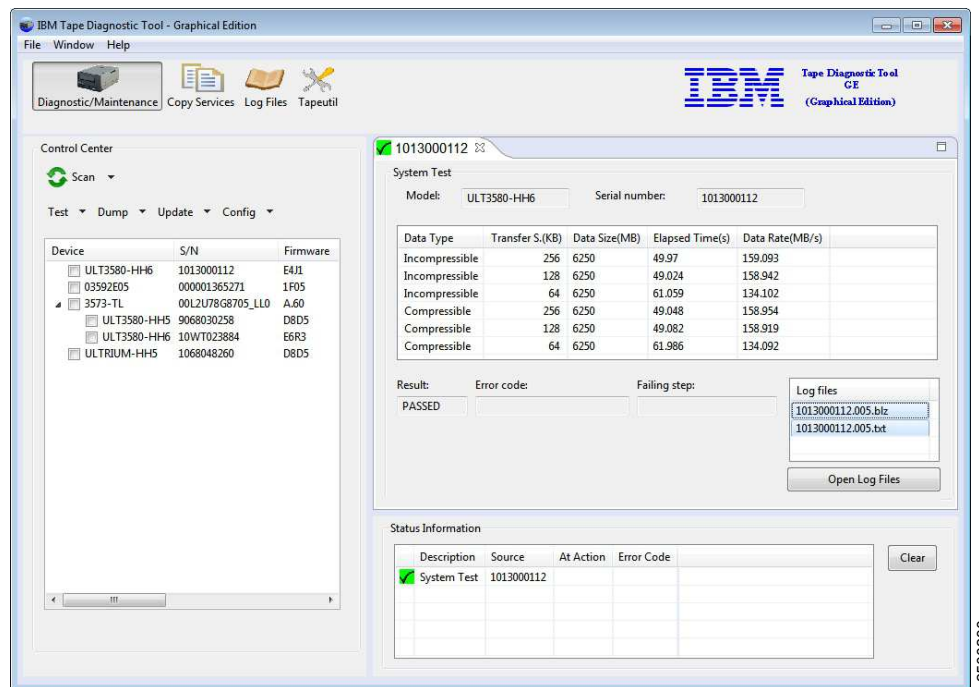 IBM Tape Diagnostic Tool - Graphical Edition
File Window Help
Diagnostic/Maintenance Copy Services Log Files Tapeutil
IBM
Tape Diagnostic Tool
GE
(Graphical Edition)
Control Center
Scan
Test Dump Update Config
Device S/N Firmware
ULT3580-HH6 1013000112 E4J1
03592E05 000001365271 1F05
3573-TL 00L2U78G8705_LL0 A.60
ULT3580-HH5 9068030258 D8D5
ULT3580-HH6 10WT023884 E6R3
ULTRIUM-HH5 1068048260 D8D5
1013000112
System Test
Model: ULT3580-HH6 Serial number: 1013000112
Data Type Transfer S.(KB) Data Size(MB) Elapsed Time(s) Data Rate(MB/s)
Incompressible 256 6250 49.97 159.093
Incompressible 128 6250 49.024 158.942
Incompressible 64 6250 61.059 134.102
Compressible 256 6250 49.048 158.954
Compressible 128 6250 49.082 158.919
Compressible 64 6250 61.986 134.092
Result: Error code: Failing step:
PASSED
Log files
1013000112.005.blz
1013000112.005.txt
Open Log Files
Status Information
Description Source At Action Error Code
System Test 1013000112
Clear